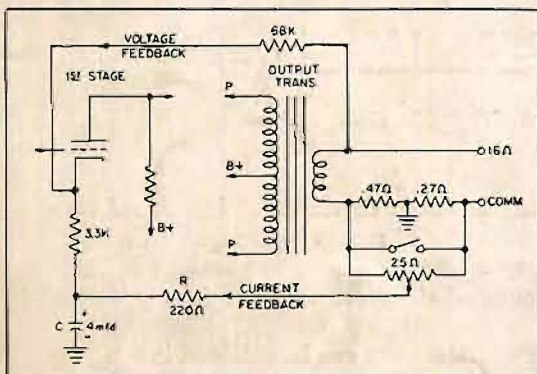 VOLTAGE
FEEDBACK
68K
1ST STAGE
OUTPUT
TRANS.
P
B+
P
16Ω
.47Ω
.27Ω
COMM
3.3K
B+
25Ω
R
220Ω
CURRENT
FEEDBACK
C
+
4mfd
-